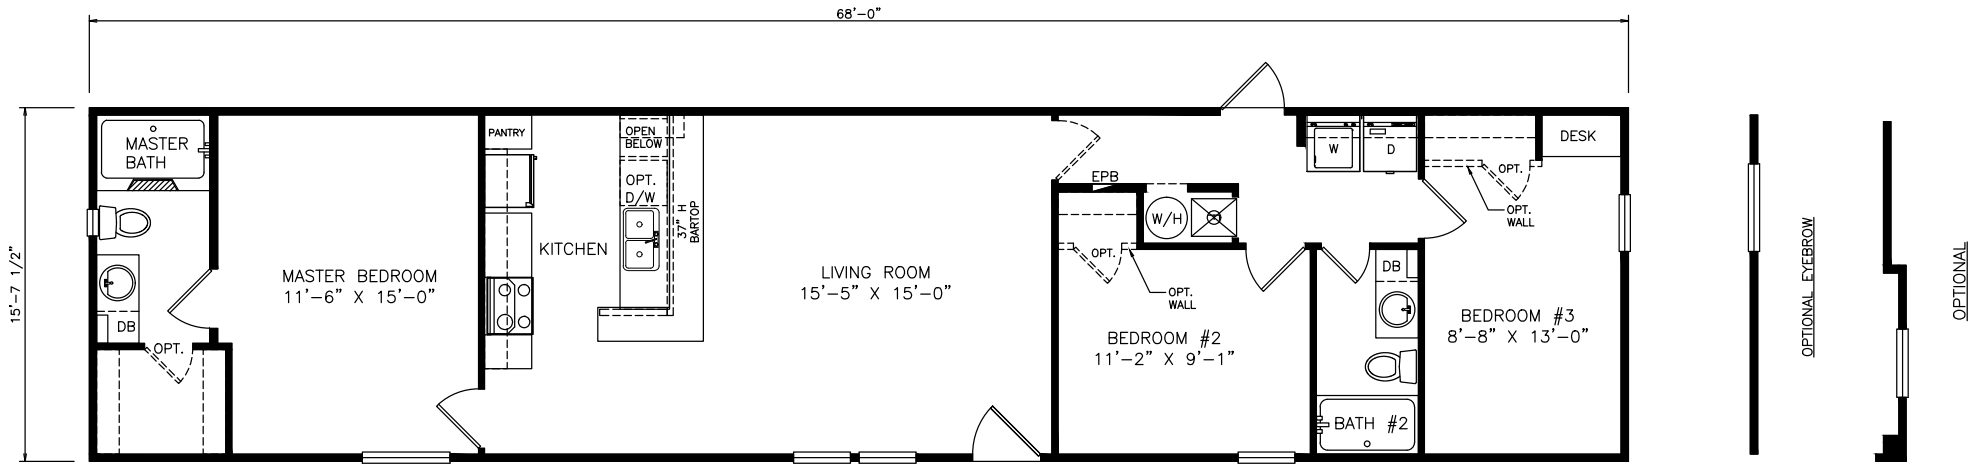 68'-0"
15'-7 1/2"
MASTER
BATH
DB
OPT.
MASTER BEDROOM
11'-6" X 15'-0"
PANTRY
KITCHEN
OPEN
BELOW
OPT.
D/W
37" H
BARTOP
LIVING ROOM
15'-5" X 15'-0"
EPB
W/H
OPT.
OPT.
WALL
BEDROOM #2
11'-2" X 9'-1"
W
D
DB
BATH #2
DESK
OPT.
OPT.
WALL
BEDROOM #3
8'-8" X 13'-0"
OPTIONAL EYEBROW
OPTIONAL